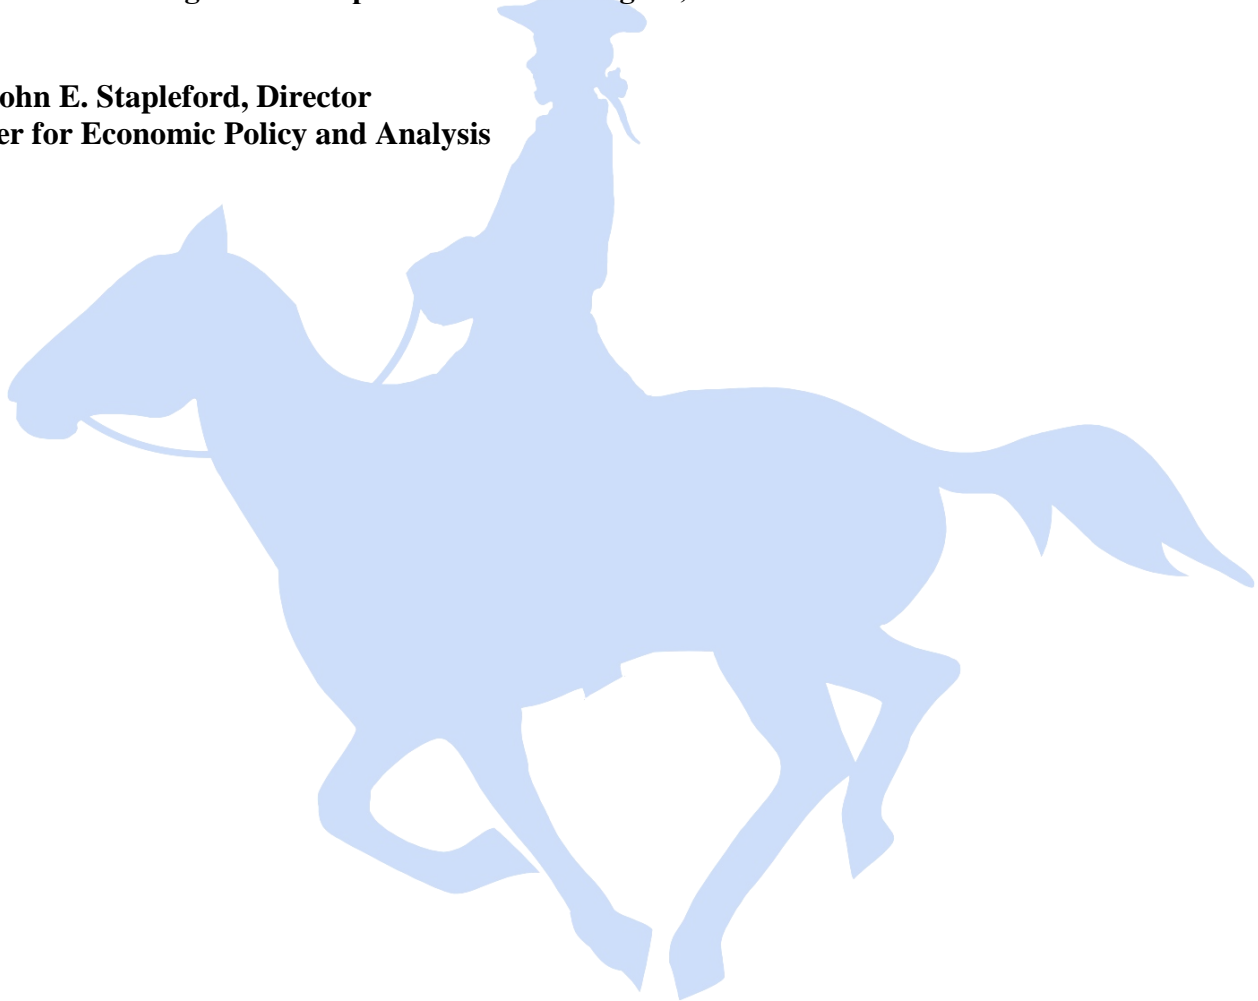 ohn E. Stapleford, Director
er for Economic Policy and Analysis